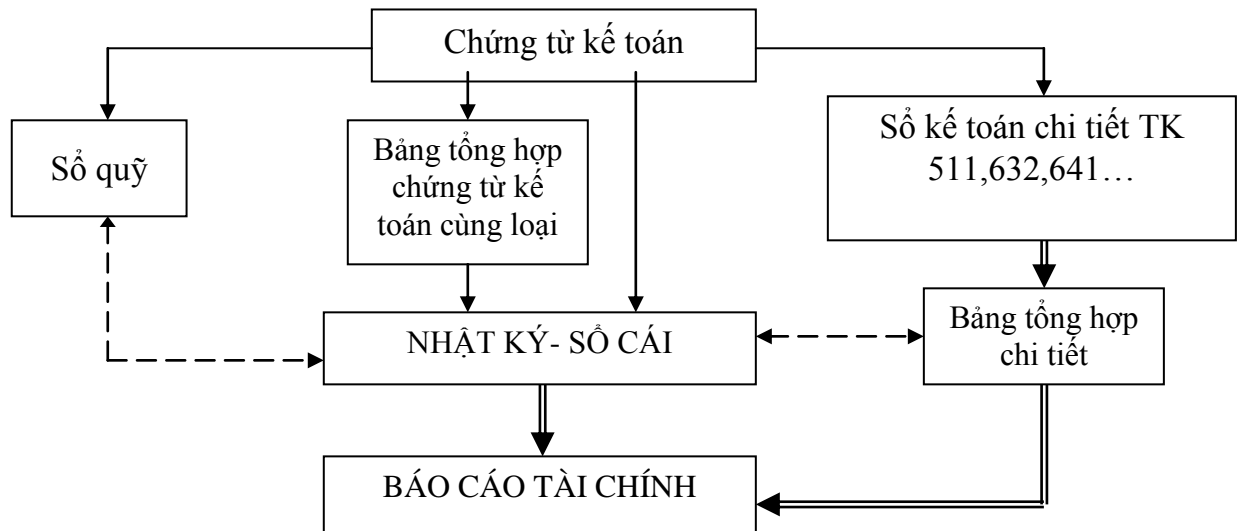 Chứng từ kế toán
Sổ quỹ
Bảng tổng hợp
chứng từ kế
toán cùng loại
Sổ kế toán chi tiết TK
511,632,641…
NHẬT KÝ- SỔ CÁI
Bảng tổng hợp
chi tiết
BÁO CÁO TÀI CHÍNH